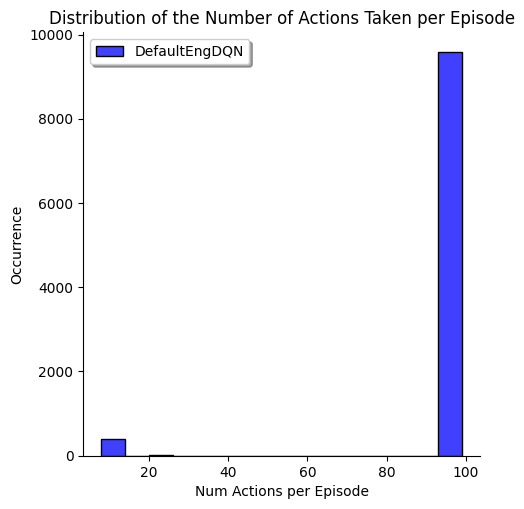 Distribution of the Number of Actions Taken per Episode
DefaultEngDQN
10000
8000
6000
4000
2000
0
Occurrence
20 40 60 80 100
Num Actions per Episode